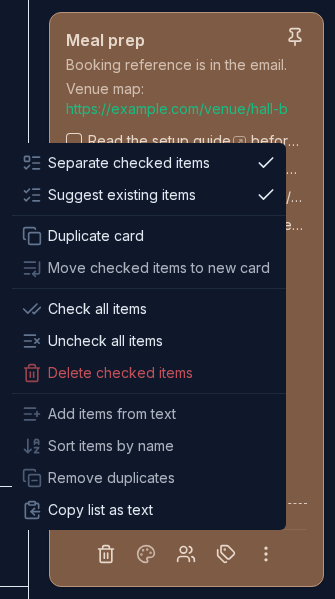 Meal prep
Booking reference is in the email.
Venue map:
https://example.com/venue/hall-b
Read the setup guide befor...
Separate checked items
Suggest existing items
Duplicate card
Move checked items to new card
Check all items
Uncheck all items
Delete checked items
Add items from text
Sort items by name
Remove duplicates
Copy list as text